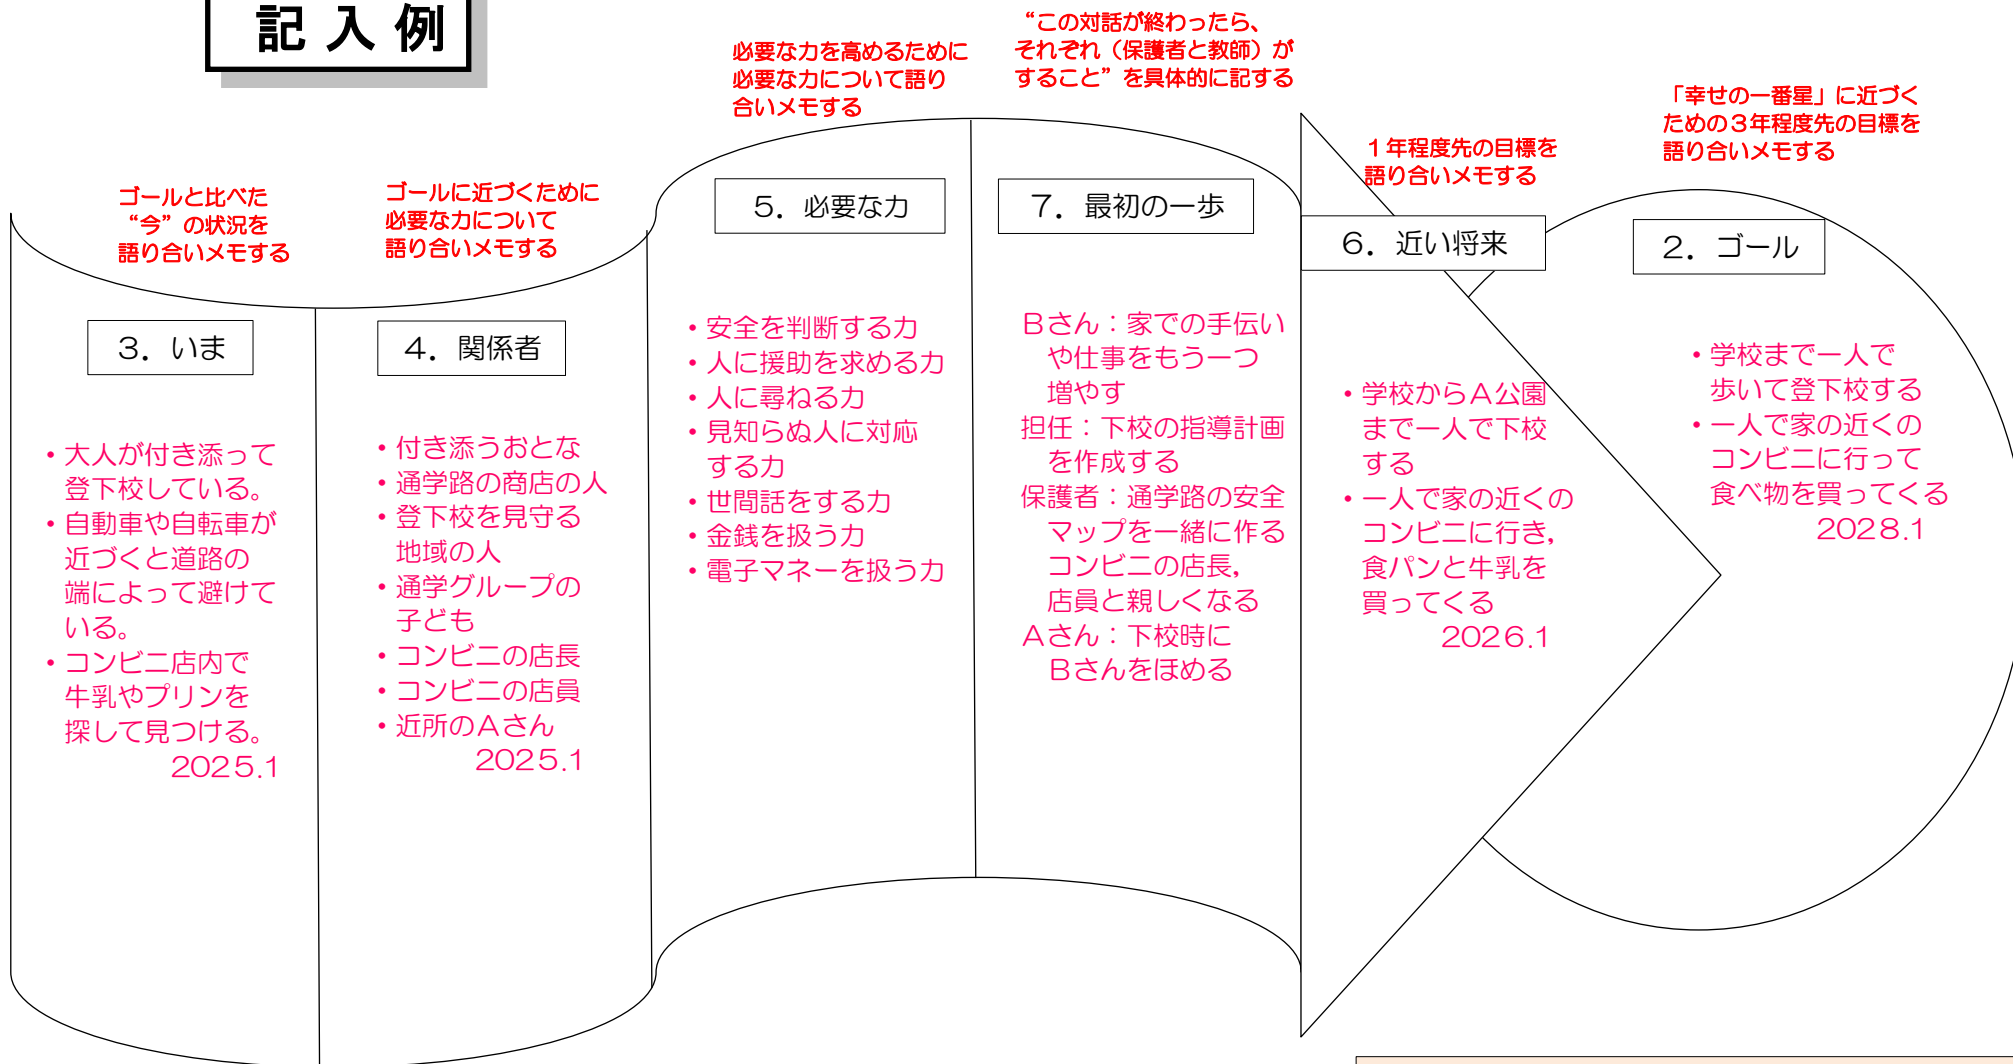 記入例
ゴールと比べた
“今”の状況を
語り合いメモする
3．いま
・大人が付き添って
登下校している。
・自動車や自転車が
近づくと道路の
端によって避けて
いる。
・コンビニ店内で
牛乳やプリンを
探して見つける。
2025.1
ゴールに近づくために
必要な力について
語り合いメモする
4．関係者
・付き添うおとな
・通学路の商店の人
・登下校を見守る
地域の人
・通学グループの
子ども
・コンビニの店長
・コンビニの店員
・近所のAさん
2025.1
必要な力を高めるために
必要な力について語り
合いメモする
5．必要な力
・安全を判断する力
・人に援助を求める力
・人に尋ねる力
・見知らぬ人に対応
する力
・世間話をする力
・金銭を扱う力
・電子マネーを扱う力
“この対話が終わったら、
それぞれ（保護者と教師）が
すること”を具体的に記する
7．最初の一歩
Bさん：家での手伝い
や仕事をもう一つ
増やす
担任：下校の指導計画
を作成する
保護者：通学路の安全
マップを一緒に作る
コンビニの店長，
店員と親しくなる
Aさん：下校時に
Bさんをほめる
1年程度先の目標を
語り合いメモする
6．近い将来
・学校からA公園
まで一人で下校
する
・一人で家の近くの
コンビニに行き，
食パンと牛乳を
買ってくる
2026.1
「幸せの一番星」に近づく
ための3年程度先の目標を
語り合いメモする
2．ゴール
・学校まで一人で
歩いて登下校する
・一人で家の近くの
コンビニに行って
食べ物を買ってくる
2028.1